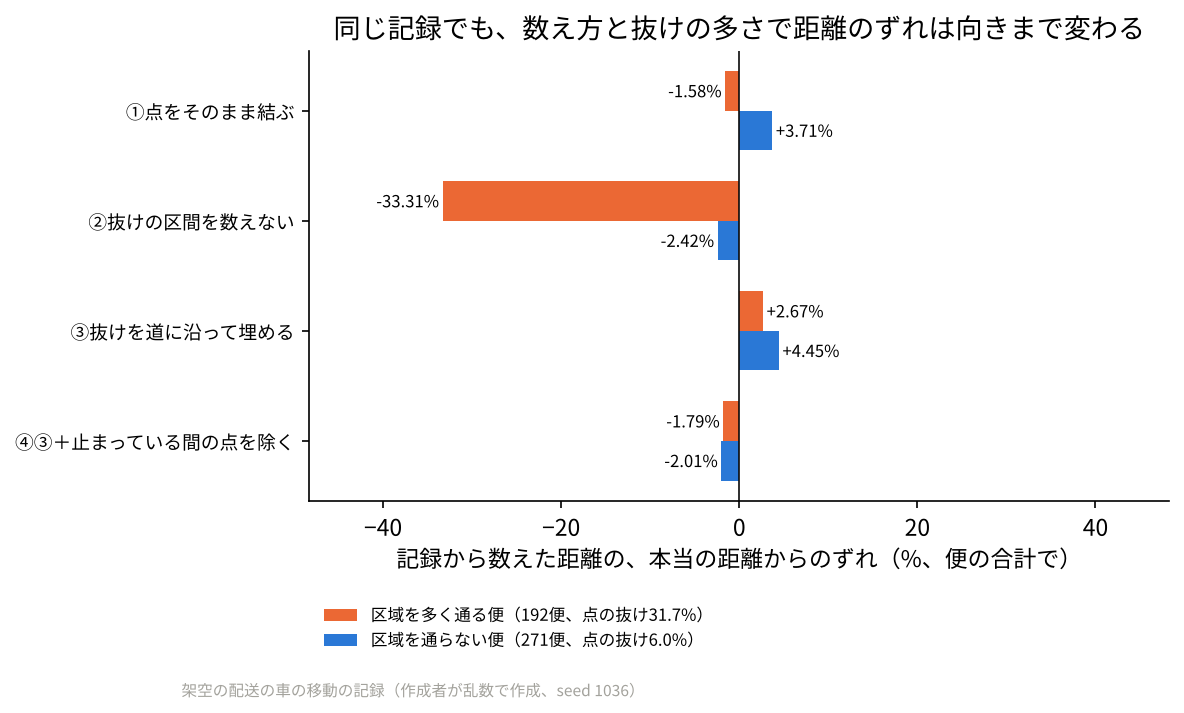 同じ記録でも、数え方と抜けの多さで距離のずれは向きまで変わる
①点をそのまま結ぶ
-1.58%
+3.71%
②抜けの区間を数えない
-33.31%
-2.42%
③抜けを道に沿って埋める
+2.67%
+4.45%
④③＋止まっている間の点を除く
-1.79%
-2.01%
−40 −20 0 20 40
記録から数えた距離の、本当の距離からのずれ（%、便の合計で）
区域を多く通る便（192便、点の抜け31.7%）
区域を通らない便（271便、点の抜け6.0%）
架空の配送の車の移動の記録（作成者が乱数で作成、seed 1036）